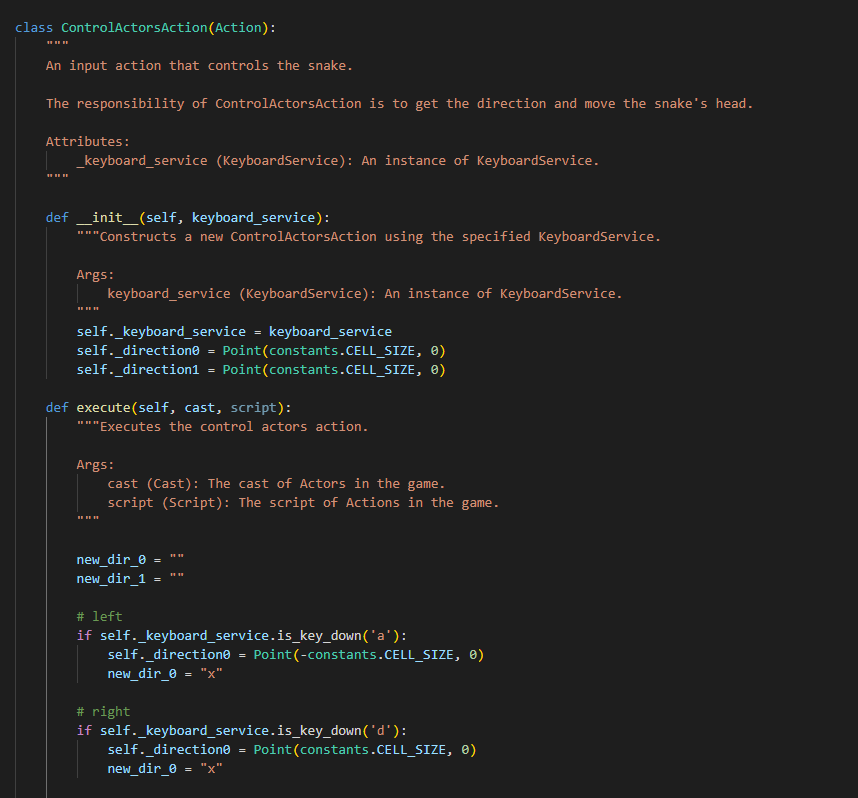 class ControlActorsAction(Action):
    """
    An input action that controls the snake.

    The responsibility of ControlActorsAction is to get the direction and move the snake's head.

    Attributes:
        _keyboard_service (KeyboardService): An instance of KeyboardService.
    """

    def __init__(self, keyboard_service):
        """Constructs a new ControlActorsAction using the specified KeyboardService.

        Args:
            keyboard_service (KeyboardService): An instance of KeyboardService.
        """
        self._keyboard_service = keyboard_service
        self._direction0 = Point(constants.CELL_SIZE, 0)
        self._direction1 = Point(constants.CELL_SIZE, 0)

    def execute(self, cast, script):
        """Executes the control actors action.

        Args:
            cast (Cast): The cast of Actors in the game.
            script (Script): The script of Actions in the game.
        """

        new_dir_0 = ""
        new_dir_1 = ""

        # left
        if self._keyboard_service.is_key_down('a'):
            self._direction0 = Point(-constants.CELL_SIZE, 0)
            new_dir_0 = "x"

        # right
        if self._keyboard_service.is_key_down('d'):
            self._direction0 = Point(constants.CELL_SIZE, 0)
            new_dir_0 = "x"